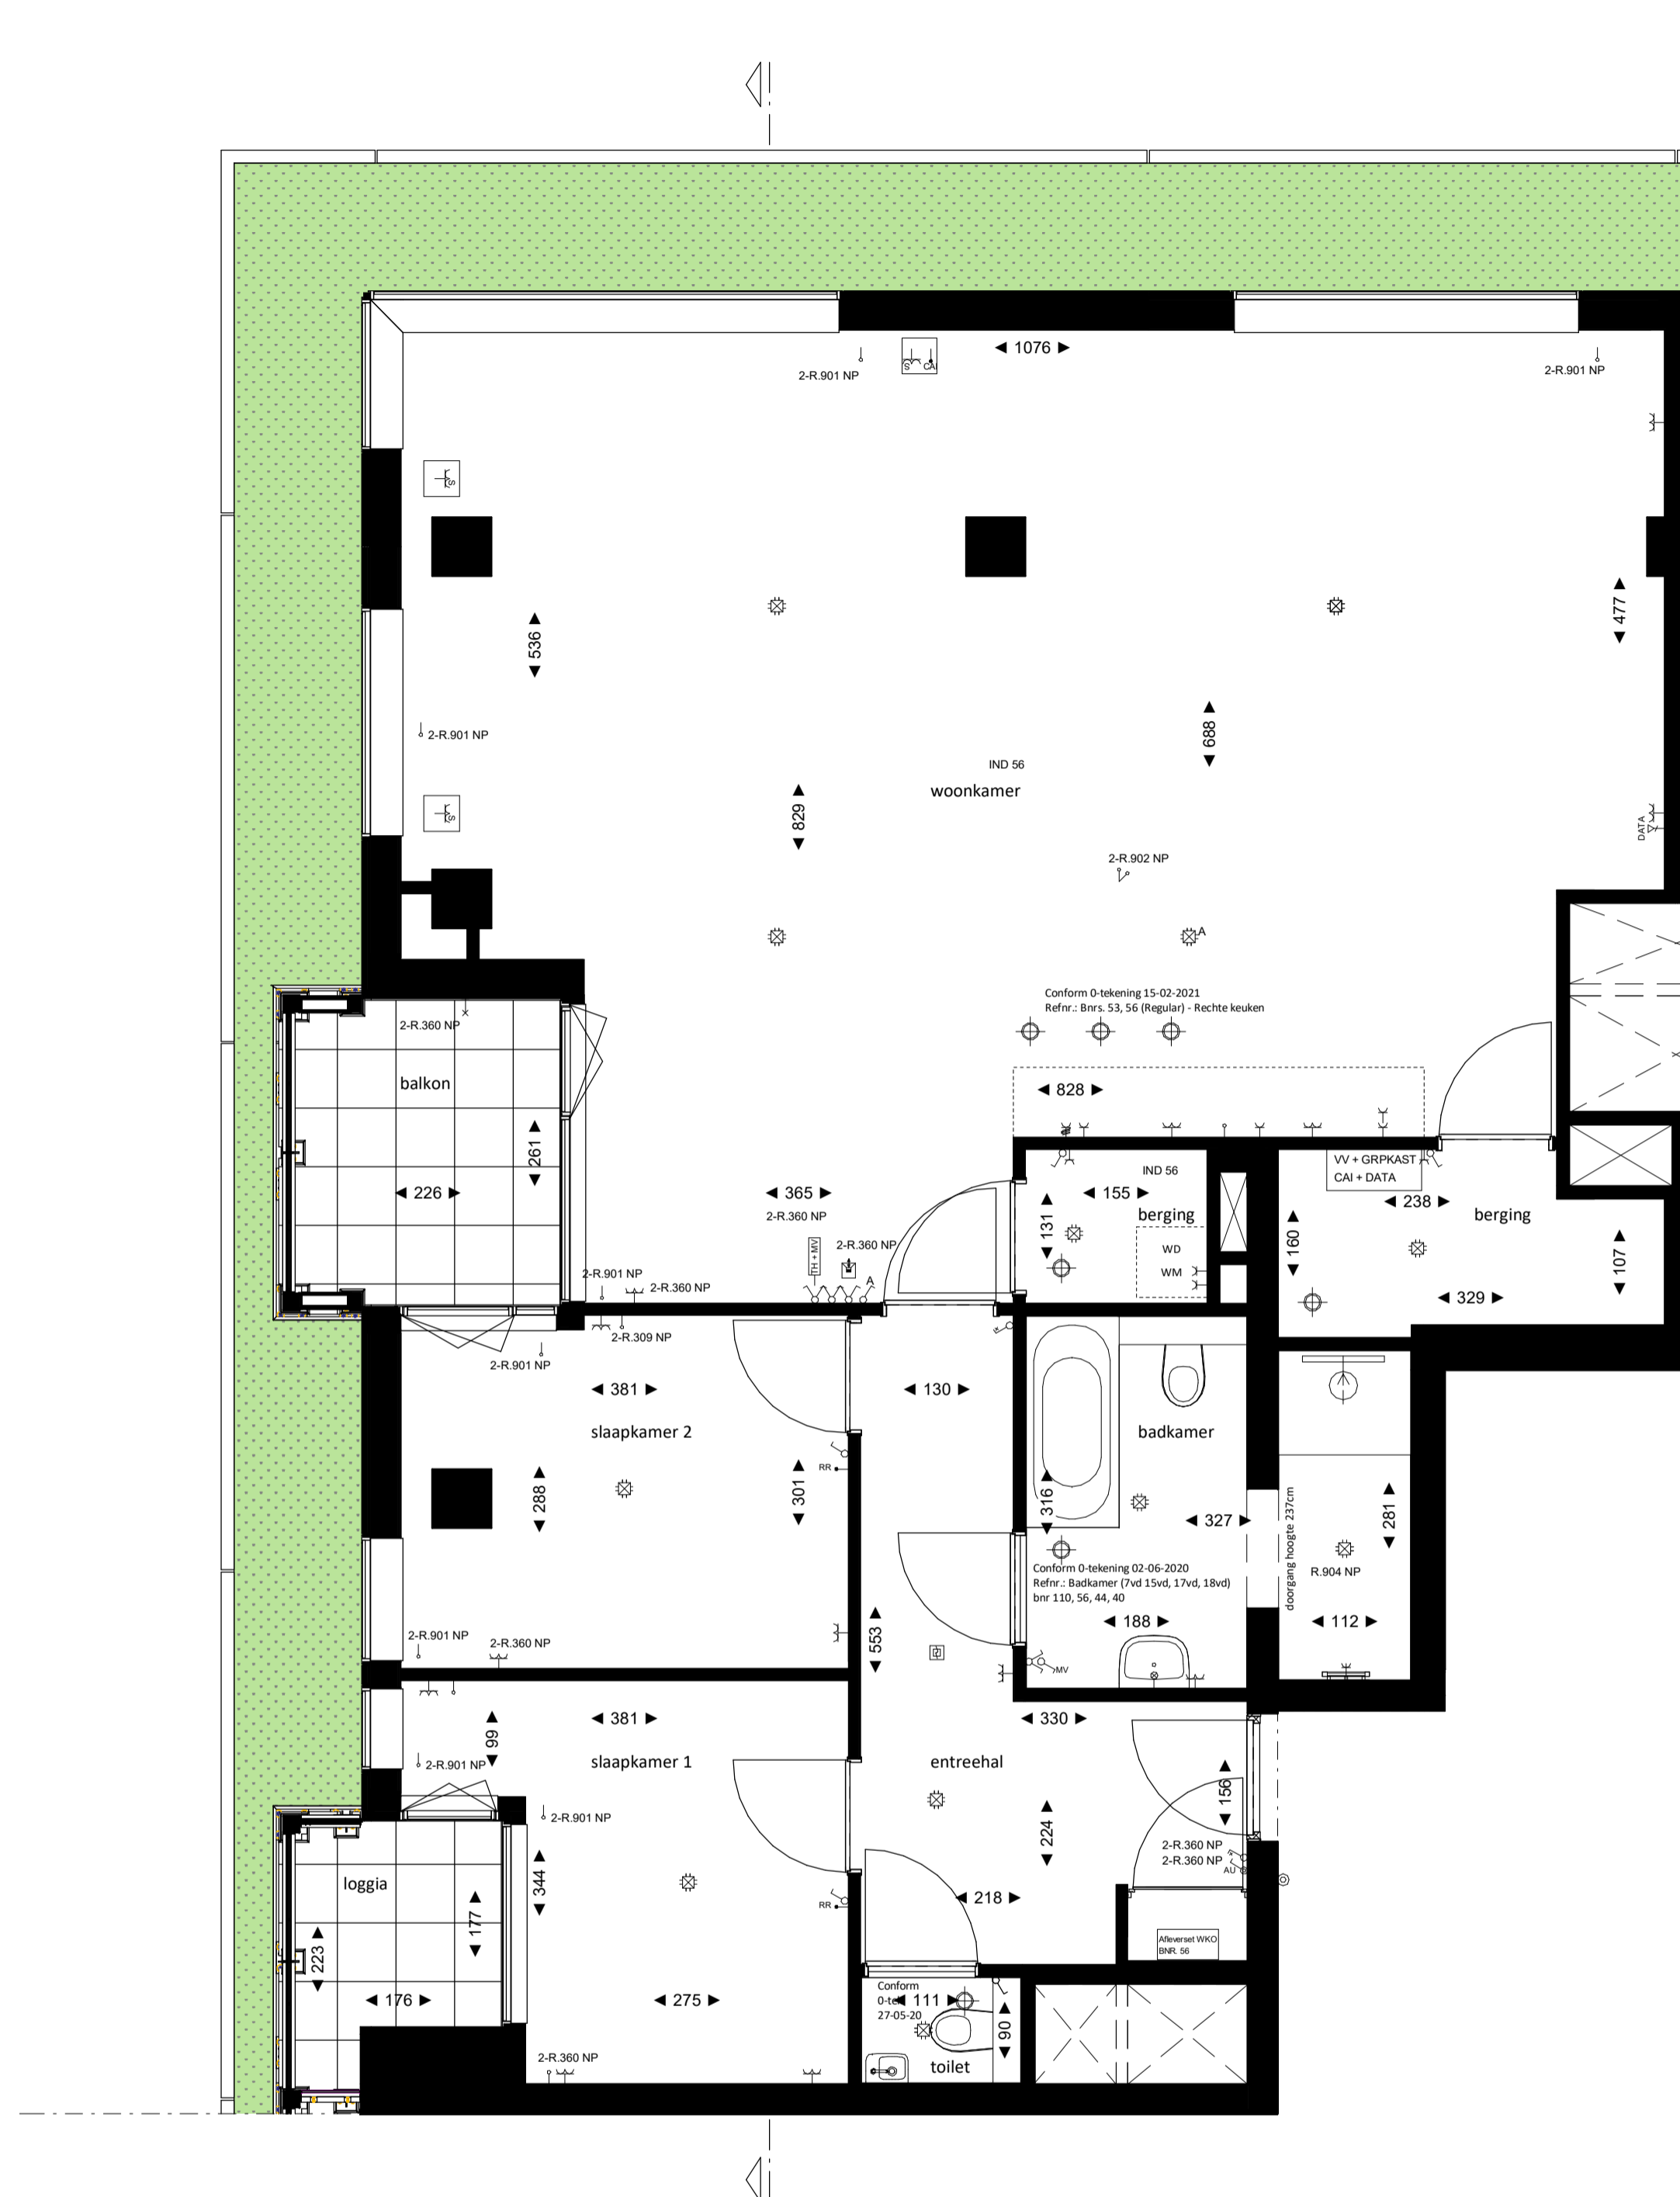 1076
2-R.901 NP
S
CAI
2-R.901 NP
S
536
477
688
2-R.901 NP
IND 56
woonkamer
829
S
DATA
2-R.902 NP
A
Conform 0-tekening 15-02-2021
Refnr.: Bnrs. 53, 56 (Regular) - Rechte keuken
2-R.360 NP
balkon
828
261
226
365
2-R.360 NP
IND 56
155
berging
131
VV + GRPKAST
CAI + DATA
238
berging
160
107
WD
WM
TH + MV
2-R.360 NP
A
2-R.901 NP
2-R.360 NP
329
2-R.309 NP
2-R.901 NP
381
130
slaapkamer 2
badkamer
RR
288
301
316
327
281
doorgang hoogte 237cm
Conform 0-tekening 02-06-2020
Refnr.: Badkamer (7vd 15vd, 17vd, 18vd)
bnr 110, 56, 44, 40
R.904 NP
188
112
2-R.901 NP
2-R.360 NP
553
MV
381
330
99
slaapkamer 1
entreehal
2-R.901 NP
156
2-R.901 NP
224
2-R.360 NP
2-R.360 NP
AU
loggia
344
177
RR
218
223
Afleverset WKO
BNR. 56
176
275
Conform
111
27-05-20
90
toilet
2-R.360 NP